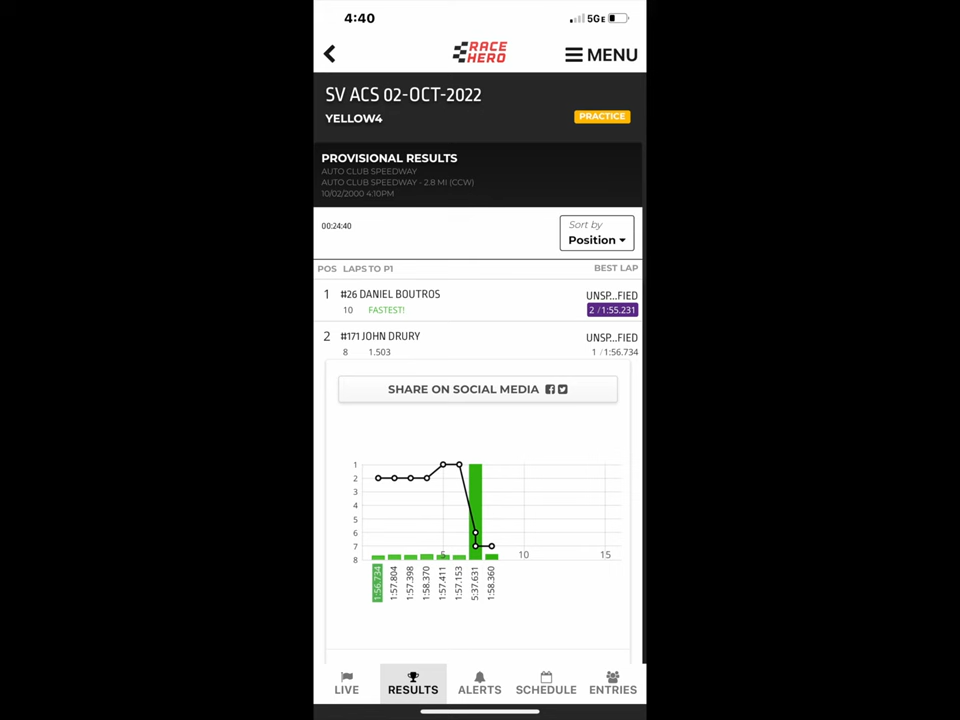 4:40
5GE
RACE
HERO
MENU
SV ACS 02-OCT-2022
YELLOW4
PRACTICE
PROVISIONAL RESULTS
AUTO CLUB SPEEDWAY
AUTO CLUB SPEEDWAY - 2.8 MI (CCW)
10/02/2000 4:10PM
00:24:40
Sort by
Position
POS LAPS TO P1 BEST LAP
1 #26 DANIEL BOUTROS UNSP...FIED
10 FASTEST! 2 / 1:55.231
2 #171 JOHN DRURY UNSP...FIED
8 1.503 1 / 1:56.734
SHARE ON SOCIAL MEDIA
1
2
3
4
5
6
7
8
5 10 15
1:56.734
1:57.804
1:57.398
1:58.370
1:57.411
1:57.153
5:37.631
1:58.360
LIVE RESULTS ALERTS SCHEDULE ENTRIES